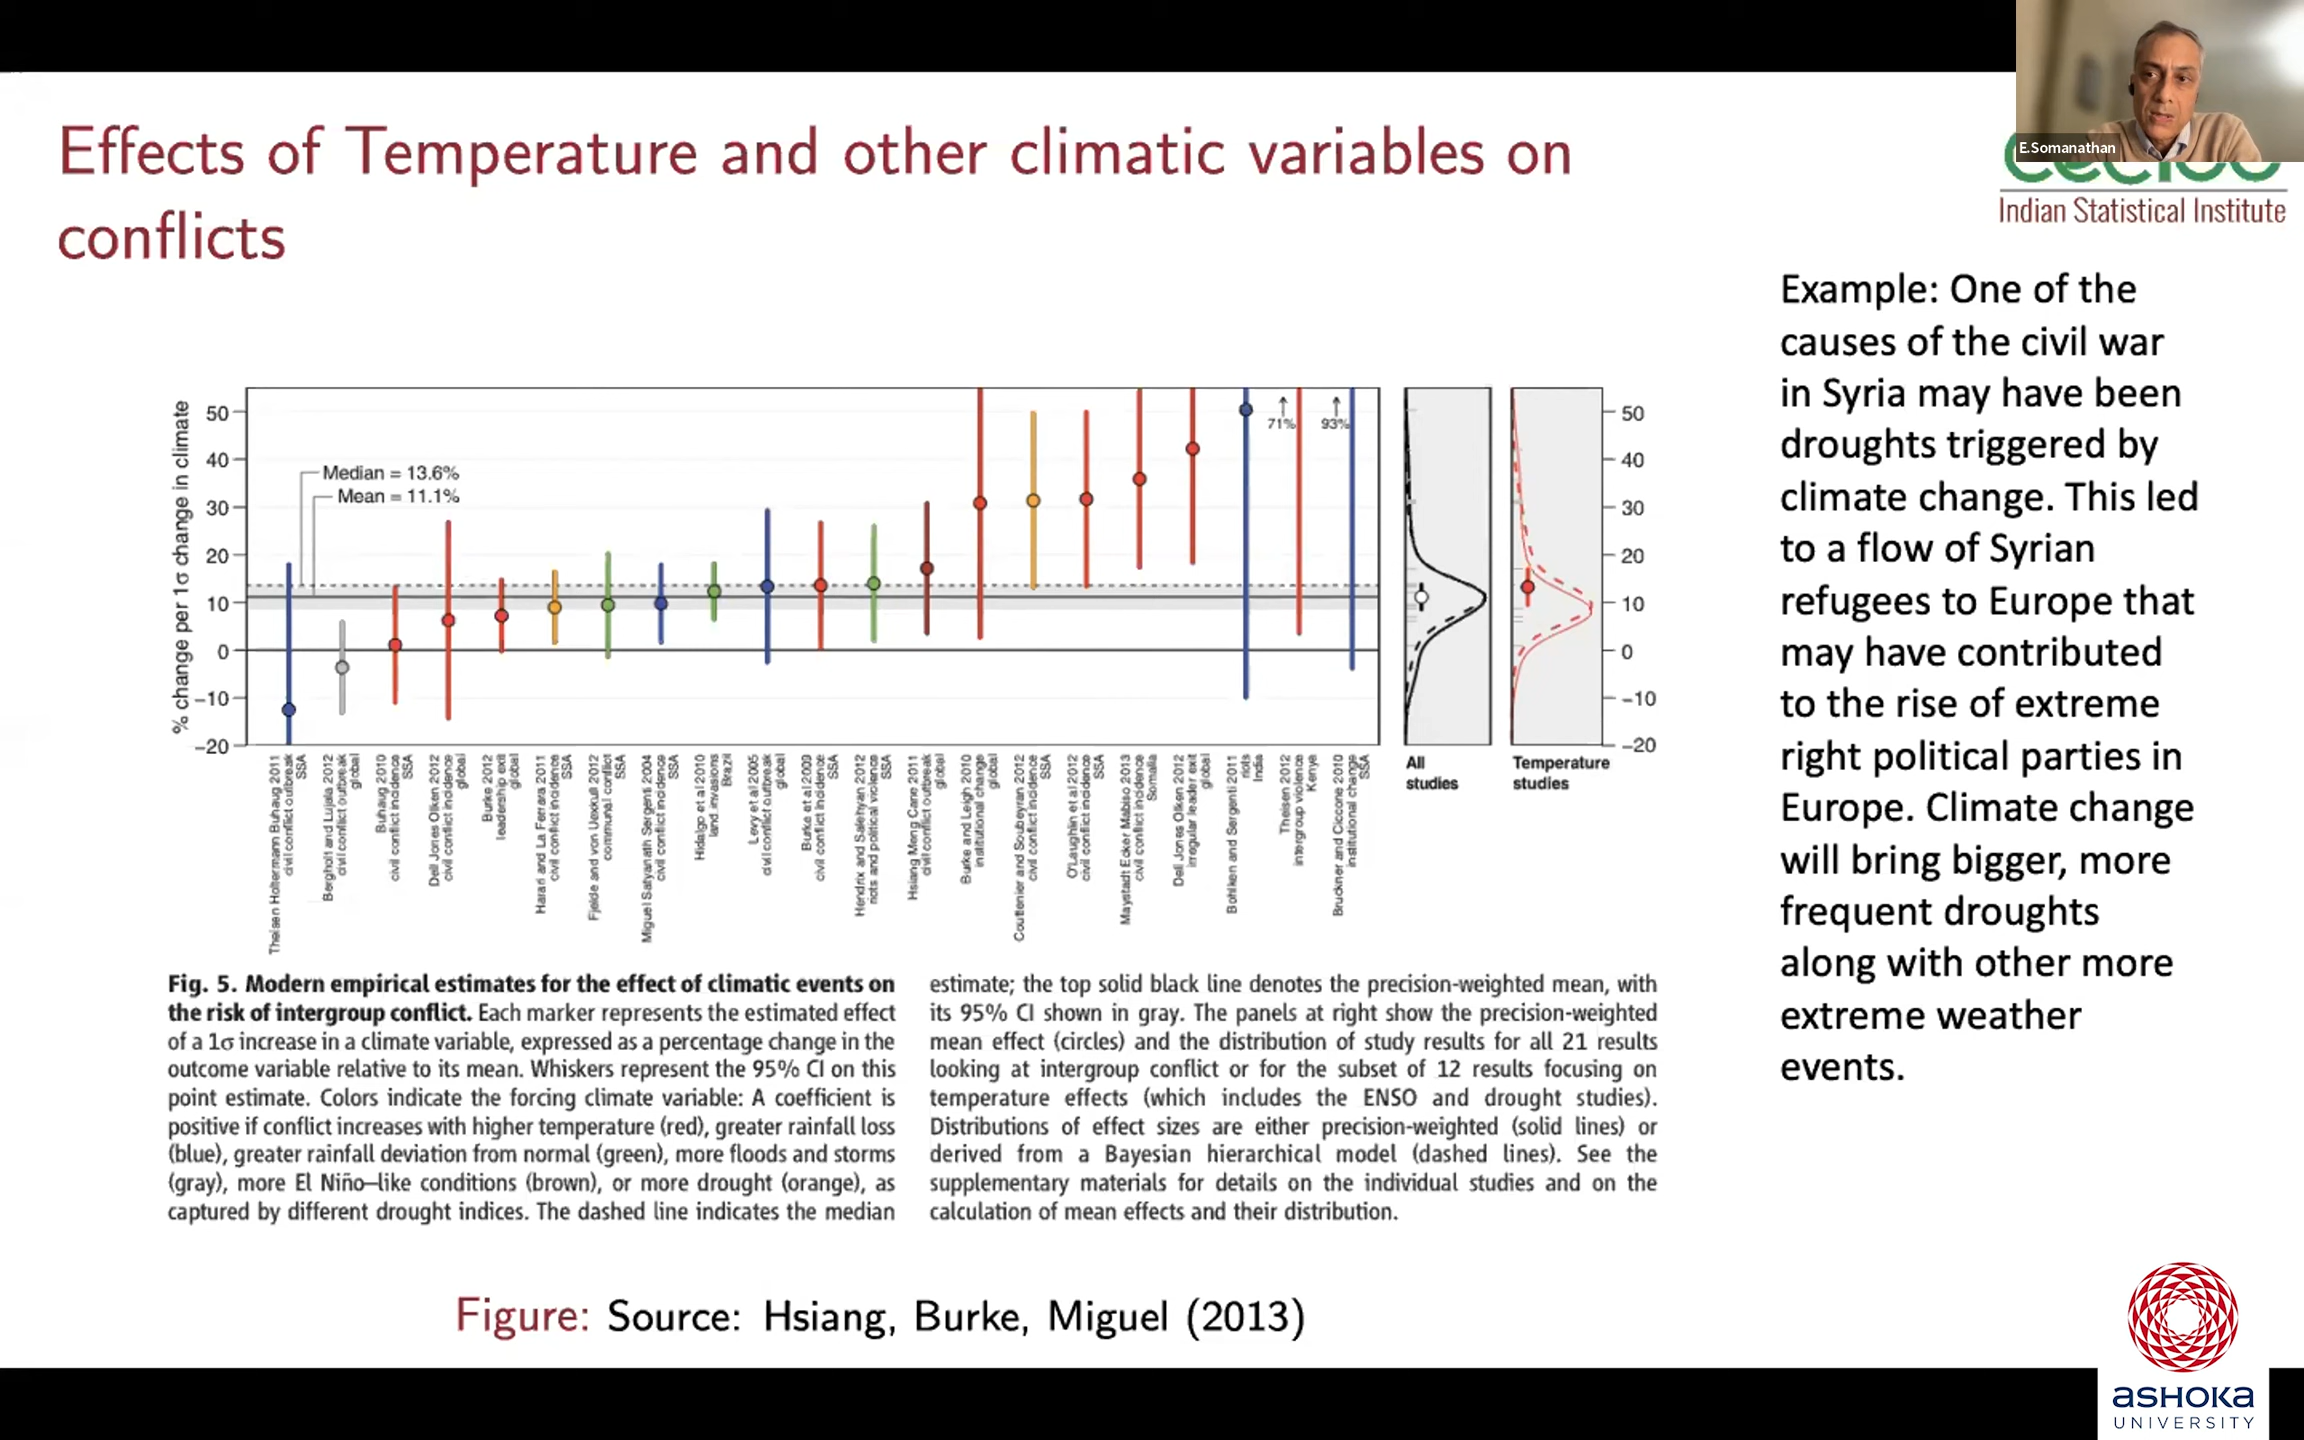 E.Somanathan
Effects of Temperature and other climatic variables on
conflicts
Indian Statistical Institute
Example: One of the
causes of the civil war
in Syria may have been
droughts triggered by
climate change. This led
to a flow of Syrian
refugees to Europe that
may have contributed
to the rise of extreme
right political parties in
Europe. Climate change
will bring bigger, more
frequent droughts
along with other more
extreme weather
events.
% change per 1σ change in climate
50
40
30
20
10
0
−10
−20
Median = 13.6%
Mean = 11.1%
71%
93%
50
40
30
20
10
0
−10
−20
Theisen Holtermann Buhaug 2011
civil conflict outbreak
SSA
Bergholt and Lujala 2012
civil conflict outbreak
global
Buhaug 2010
civil conflict incidence
SSA
Dell Jones Olken 2012
civil conflict incidence
global
Burke 2012
leadership exit
global
Harari and La Ferrara 2011
civil conflict incidence
SSA
Fjelde and von Uexkull 2012
communal conflict
SSA
Miguel Satyanath Sergenti 2004
civil conflict incidence
SSA
Hidalgo et al 2010
land invasions
Brazil
Levy et al 2005
civil conflict outbreak
global
Burke et al 2009
civil conflict incidence
SSA
Hendrix and Salehyan 2012
riots and political violence
SSA
Hsiang Meng Cane 2011
civil conflict outbreak
global
Burke and Leigh 2010
institutional change
global
Couttenier and Soubeyran 2012
civil conflict incidence
SSA
O'Laughlin et al 2012
civil conflict incidence
SSA
Maystadt Ecker Mabiso 2013
civil conflict incidence
Somalia
Dell Jones Olken 2012
irregular leader exit
global
Bohlken and Sergenti 2011
riots
India
Theisen 2012
intergroup violence
Kenya
Bruckner and Ciccone 2010
institutional change
SSA
All
studies
Temperature
studies
Fig. 5. Modern empirical estimates for the effect of climatic events on
the risk of intergroup conflict. Each marker represents the estimated effect
of a 1σ increase in a climate variable, expressed as a percentage change in the
outcome variable relative to its mean. Whiskers represent the 95% CI on this
point estimate. Colors indicate the forcing climate variable: A coefficient is
positive if conflict increases with higher temperature (red), greater rainfall loss
(blue), greater rainfall deviation from normal (green), more floods and storms
(gray), more El Niño–like conditions (brown), or more drought (orange), as
captured by different drought indices. The dashed line indicates the median
estimate; the top solid black line denotes the precision-weighted mean, with
its 95% CI shown in gray. The panels at right show the precision-weighted
mean effect (circles) and the distribution of study results for all 21 results
looking at intergroup conflict or for the subset of 12 results focusing on
temperature effects (which includes the ENSO and drought studies).
Distributions of effect sizes are either precision-weighted (solid lines) or
derived from a Bayesian hierarchical model (dashed lines). See the
supplementary materials for details on the individual studies and on the
calculation of mean effects and their distribution.
Figure: Source: Hsiang, Burke, Miguel (2013)
ASHOKA
UNIVERSITY